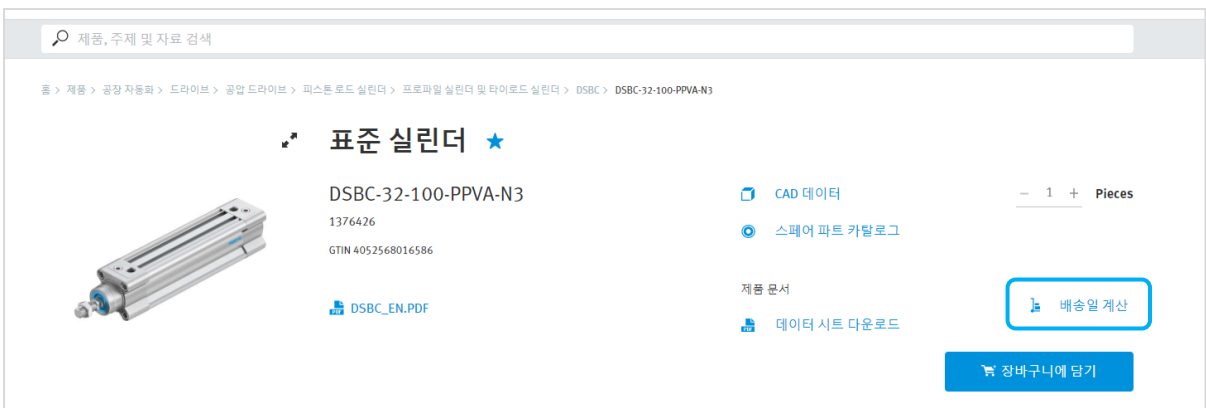 제품, 주제 및 자료 검색
홈 > 제품 > 공장 자동화 > 드라이브 > 공압 드라이브 > 피스톤 로드 실린더 > 프로파일 실린더 및 타이로드 실린더 > DSBC > DSBC-32-100-PPVA-N3
표준 실린더
DSBC-32-100-PPVA-N3
1376426
GTIN 4052568016586
DSBC_EN.PDF
CAD 데이터
스페어 파트 카탈로그
제품 문서
데이터 시트 다운로드
− 1 + Pieces
배송일 계산
장바구니에 담기